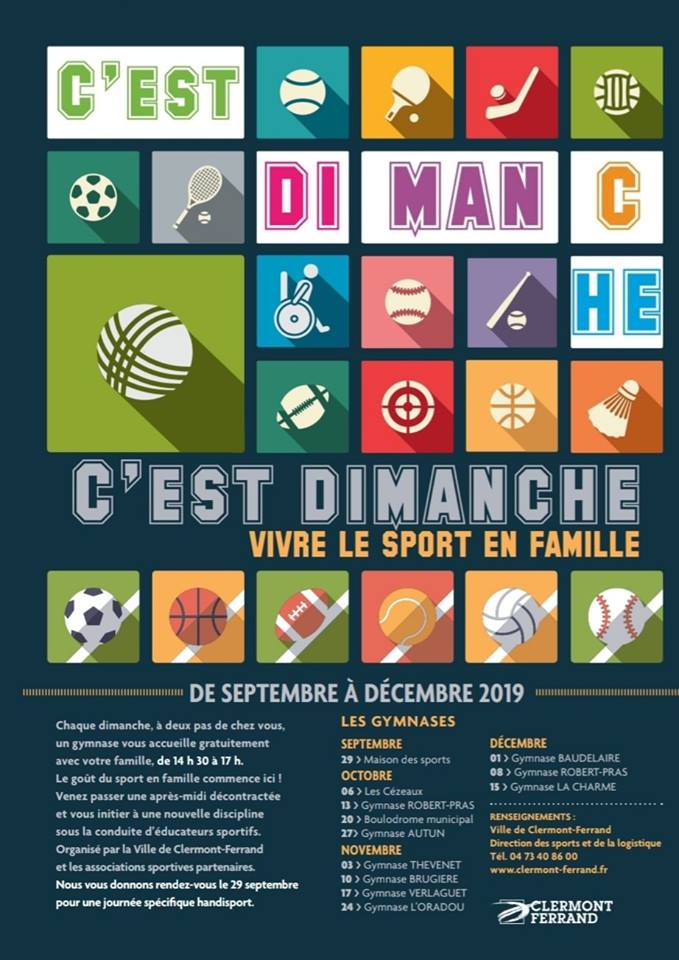 C'EST
DI MAN C
HE
C'EST DIMANCHE
VIVRE LE SPORT EN FAMILLE
DE SEPTEMBRE À DÉCEMBRE 2019
Chaque dimanche, à deux pas de chez vous,
un gymnase vous accueille gratuitement
avec votre famille, de 14 h 30 à 17 h.
Le goût du sport en famille commence ici !
Venez passer une après-midi décontractée
et vous initier à une nouvelle discipline
sous la conduite d'éducateurs sportifs.
Organisé par la Ville de Clermont-Ferrand
et les associations sportives partenaires.
Nous vous donnons rendez-vous le 29 septembre
pour une journée spécifique handisport.
LES GYMNASES
SEPTEMBRE
29 > Maison des sports
OCTOBRE
06 > Les Cézeaux
13 > Gymnase ROBERT-PRAS
20 > Boulodrome municipal
27> Gymnase AUTUN
NOVEMBRE
03 > Gymnase THEVENET
10 > Gymnase BRUGIERE
17 > Gymnase VERLAGUET
24 > Gymnase L'ORADOU
DÉCEMBRE
01 > Gymnase BAUDELAIRE
08 > Gymnase ROBERT-PRAS
15 > Gymnase LA CHARME
RENSEIGNEMENTS :
Ville de Clermont-Ferrand
Direction des sports et de la logistique
Tél. 04 73 40 86 00
www.clermont-ferrand.fr
CLERMONT
FERRAND